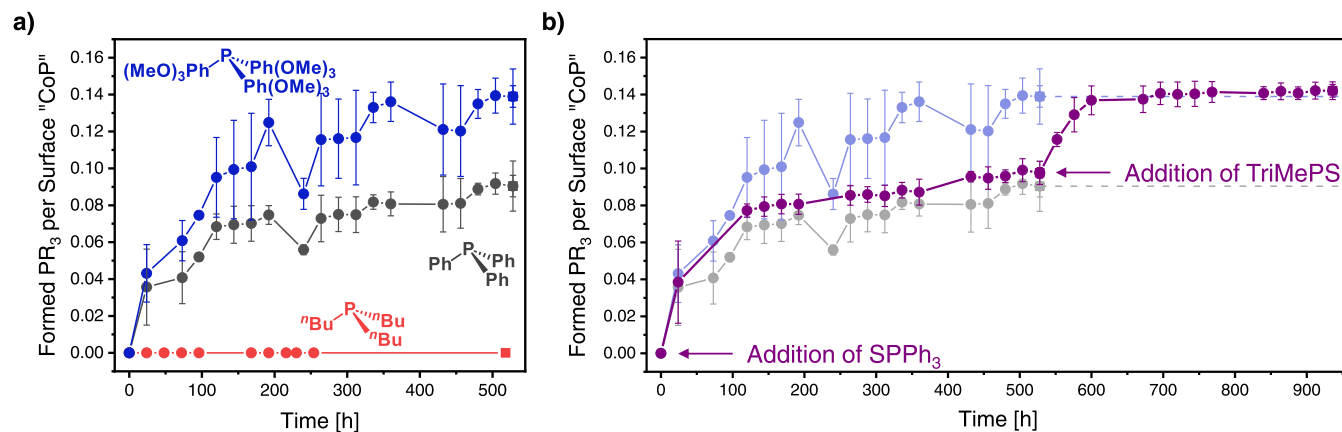 a)
Formed PR3 per Surface "CoP"
0.16
0.14
0.12
0.10
0.08
0.06
0.04
0.02
0.00
P
(MeO)3Ph
Ph(OMe)3
Ph(OMe)3
P
Ph
Ph
Ph
P
nBu
nBu
nBu
0 100 200 300 400 500
Time [h]
b)
Formed PR3 per Surface "CoP"
0.16
0.14
0.12
0.10
0.08
0.06
0.04
0.02
0.00
Addition of TriMePS
Addition of SPPh3
0 100 200 300 400 500 600 700 800 900
Time [h]